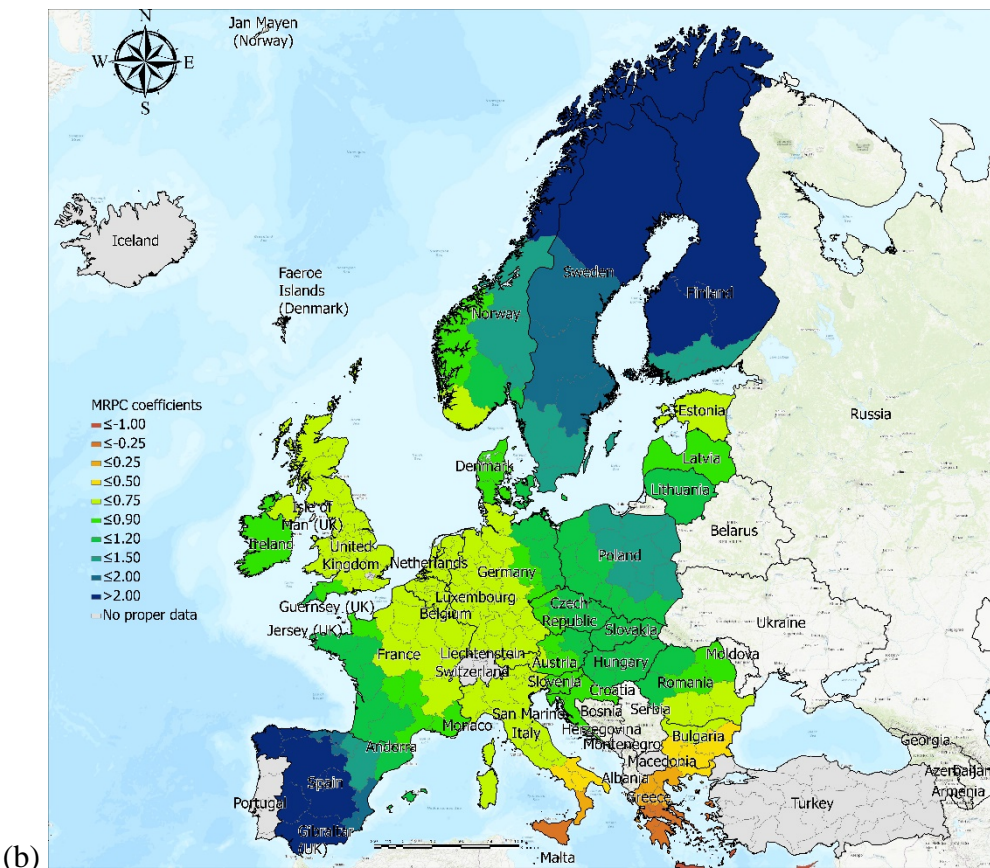 Jan Mayen
(Norway)
N
W E
S
Iceland
Faeroe
Islands
(Denmark)
Sweden
Finland
Norway
MRPC coefficients
≤-1.00
≤-0.25
≤0.25
≤0.50
≤0.75
≤0.90
≤1.20
≤1.50
≤2.00
>2.00
No proper data
Estonia
Russia
Latvia
Denmark
Lithuania
Isle of
Man (UK)
Ireland
United
Kingdom
Belarus
Netherlands
Poland
Germany
Luxembourg
Belgium
Guernsey (UK)
Jersey (UK)
Czech
Republic
Ukraine
Slovakia
France
Liechtenstein
Switzerland
Austria
Hungary
Moldova
Slovenia
Romania
Croatia
San Marino
Italy
Bosnia
Herzegovina
Serbia
Monaco
Andorra
Montenegro
Bulgaria
Macedonia
Georgia
Albania
Azerbaijan
Armenia
Portugal
Spain
Greece
Turkey
Gibraltar
(UK)
Malta
(b)